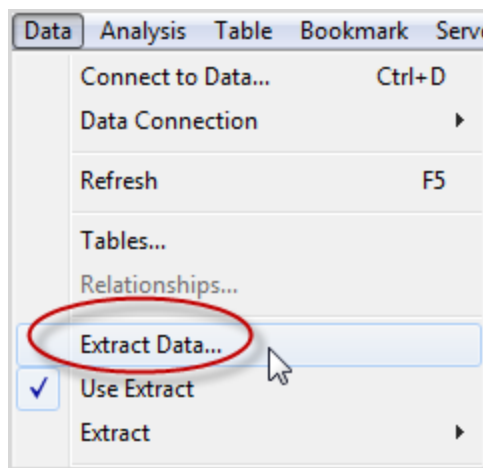 Data Analysis Table Bookmark
Connect to Data... Ctrl+D
Data Connection
Refresh F5
Tables...
Relationships...
Extract Data...
Use Extract
Extract